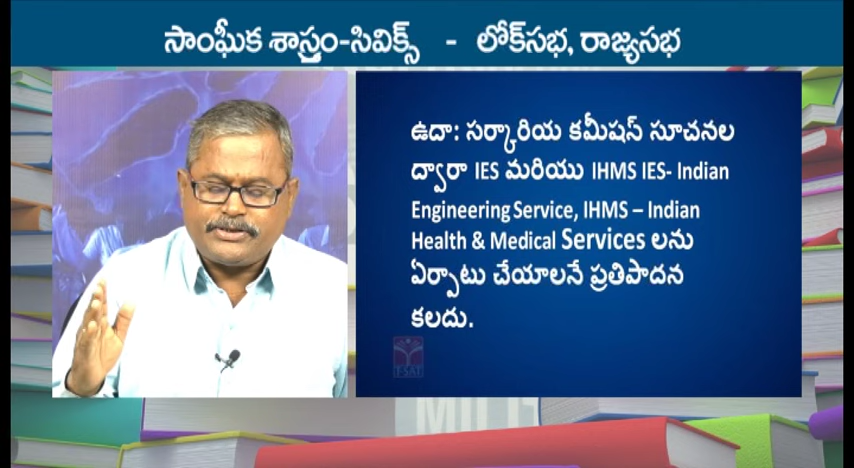 సాంఘీక శాస్త్రం-సివిక్స్ - లోక్‌సభ, రాజ్యసభ
ఉదా: సర్కారియ కమీషస్ సూచనల
ద్వారా IES మరియు IHMS IES- Indian
Engineering Service, IHMS – Indian
Health & Medical Services లను
ఏర్పాటు చేయాలనే ప్రతిపాదన
కలదు.
T-SAT